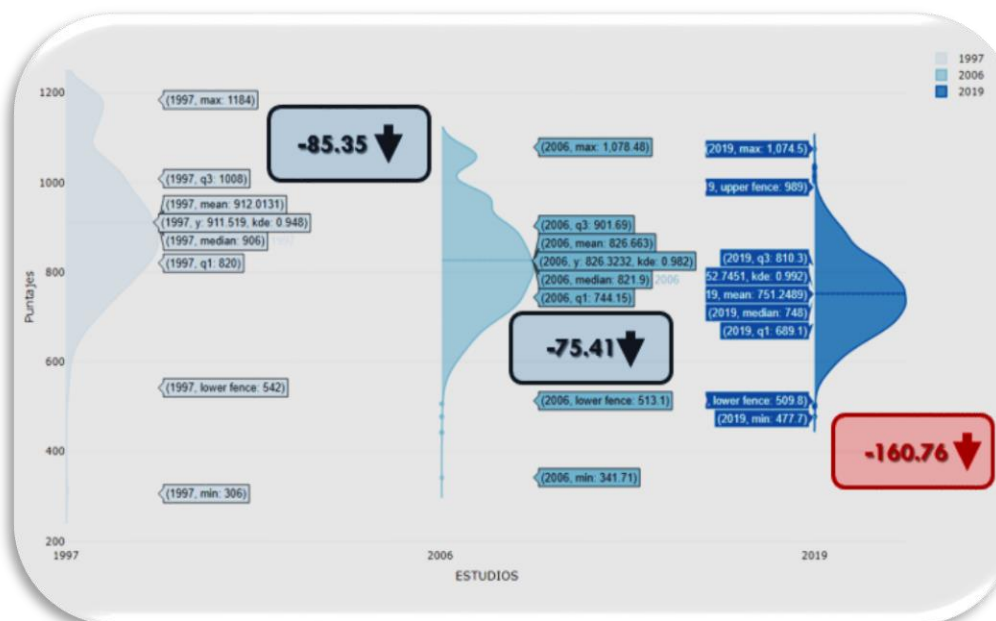 1997
2006
2019
1200
1000
800
600
400
200
Puntajes
(1997, max: 1184)
(1997, q3: 1008)
(1997, mean: 912.0131)
(1997, y: 911.519, kde: 0.948)
(1997, median: 906)
1997
(1997, q1: 820)
(1997, lower fence: 542)
(1997, min: 306)
-85.35
(2006, max: 1,078.48)
(2006, q3: 901.69)
(2006, mean: 826.663)
(2006, y: 826.3232, kde: 0.982)
(2006, median: 821.9) 2006
(2006, q1: 744.15)
-75.41
(2006, lower fence: 513.1)
(2006, min: 341.71)
(2019, max: 1,074.5)
19, upper fence: 989)
(2019, q3: 810.3)
52.7451, kde: 0.992)
19, mean: 751.2489)
(2019, median: 748)
(2019, q1: 689.1)
, lower fence: 509.8)
(2019, min: 477.7)
-160.76
1997
2006
2019
ESTUDIOS